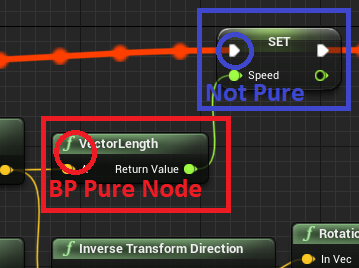 SET
Speed
Not Pure
f VectorLength
Return Value
BP Pure Node
f Inverse Transform Direction
f Rotatio
In Vec